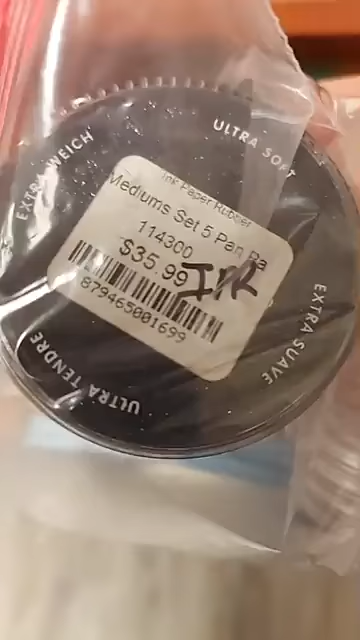 EXTRA WEICH
ULTRA SOFT
Ink Paper Rubber
Mediums Set 5 Pan Pa
114300
$35.99
IPR
879465001699
EXTRA SUAVE
ULTRA TENDRE